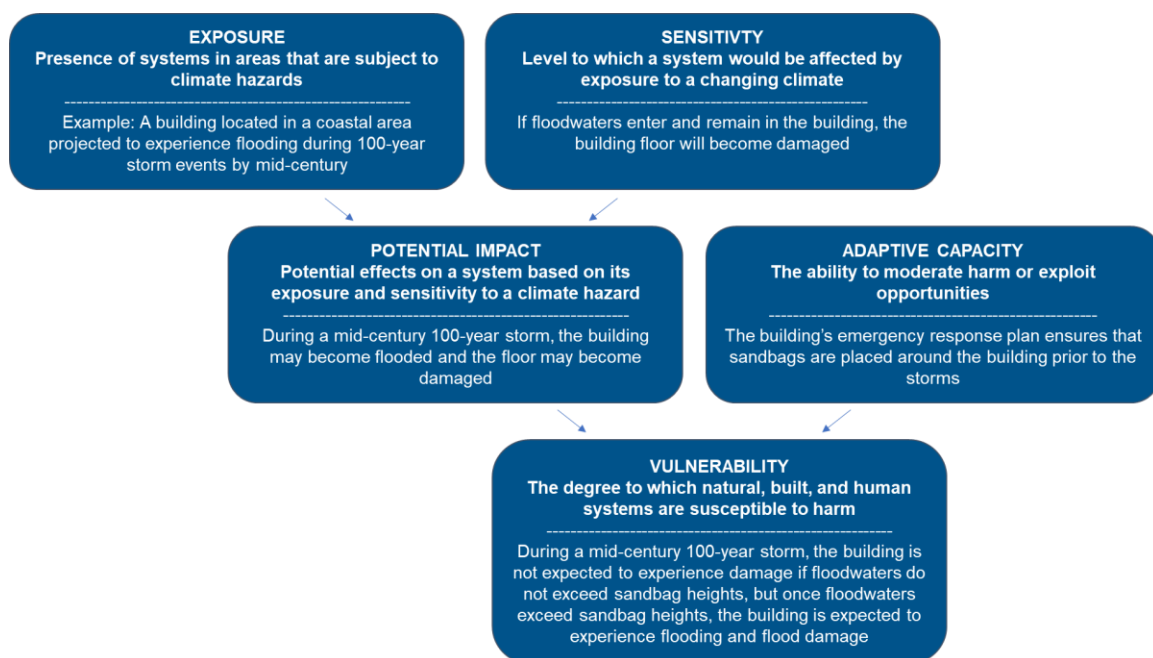 EXPOSURE
Presence of systems in areas that are subject to
climate hazards
----------------------------------------------------------
Example: A building located in a coastal area
projected to experience flooding during 100-year
storm events by mid-century
SENSITIVTY
Level to which a system would be affected by
exposure to a changing climate
----------------------------------------------------
If floodwaters enter and remain in the building, the
building floor will become damaged
POTENTIAL IMPACT
Potential effects on a system based on its
exposure and sensitivity to a climate hazard
----------------------------------------------------------
During a mid-century 100-year storm, the building
may become flooded and the floor may become
damaged
ADAPTIVE CAPACITY
The ability to moderate harm or exploit
opportunities
-------------------------------------------------------
The building’s emergency response plan ensures that
sandbags are placed around the building prior to the
storms
VULNERABILITY
The degree to which natural, built, and human
systems are susceptible to harm
----------------------------------------------------------
During a mid-century 100-year storm, the building is
not expected to experience damage if floodwaters do
not exceed sandbag heights, but once floodwaters
exceed sandbag heights, the building is expected to
experience flooding and flood damage